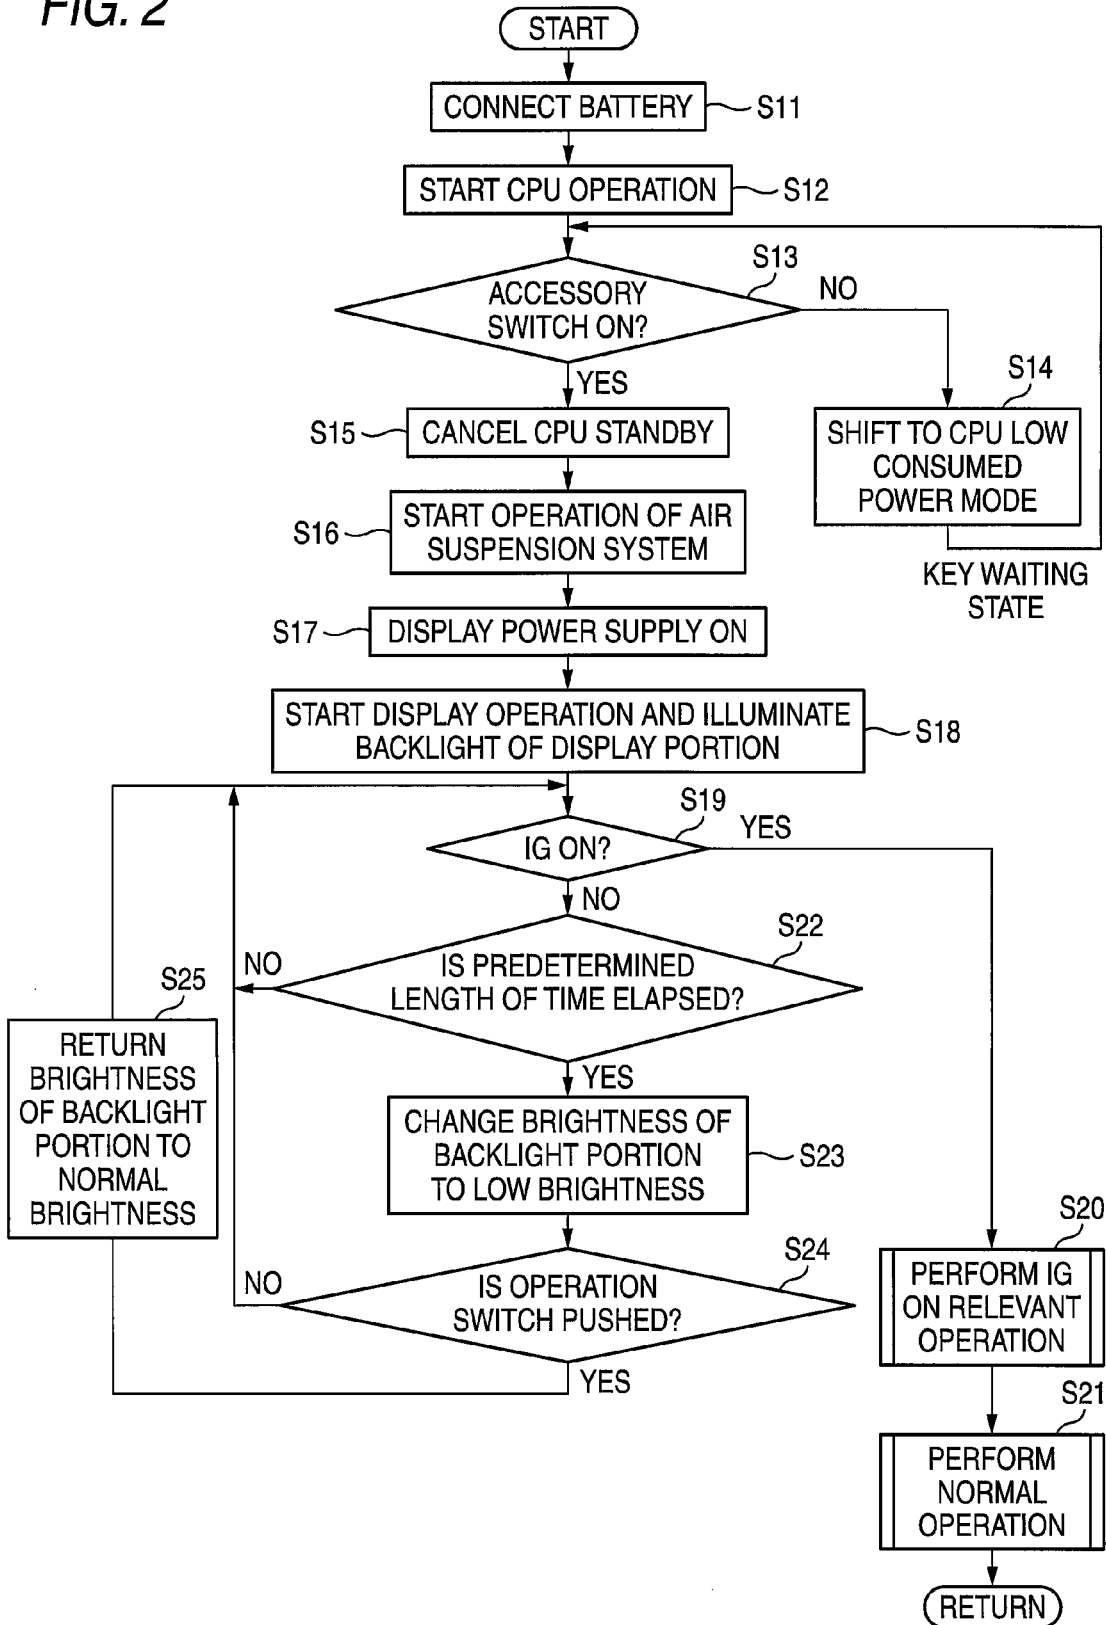 FIG. 2
START
CONNECT BATTERY
S11
START CPU OPERATION
S12
S13
ACCESSORY
SWITCH ON?
NO
YES
S14
SHIFT TO CPU LOW
CONSUMED
POWER MODE
KEY WAITING
STATE
S15
CANCEL CPU STANDBY
S16
START OPERATION OF AIR
SUSPENSION SYSTEM
S17
DISPLAY POWER SUPPLY ON
START DISPLAY OPERATION AND ILLUMINATE
BACKLIGHT OF DISPLAY PORTION
S18
S19
IG ON?
YES
NO
S22
IS PREDETERMINED
LENGTH OF TIME ELAPSED?
NO
YES
S25
RETURN
BRIGHTNESS
OF BACKLIGHT
PORTION TO
NORMAL
BRIGHTNESS
CHANGE BRIGHTNESS OF
BACKLIGHT PORTION
TO LOW BRIGHTNESS
S23
S24
IS OPERATION
SWITCH PUSHED?
NO
YES
S20
PERFORM IG
ON RELEVANT
OPERATION
S21
PERFORM
NORMAL
OPERATION
RETURN